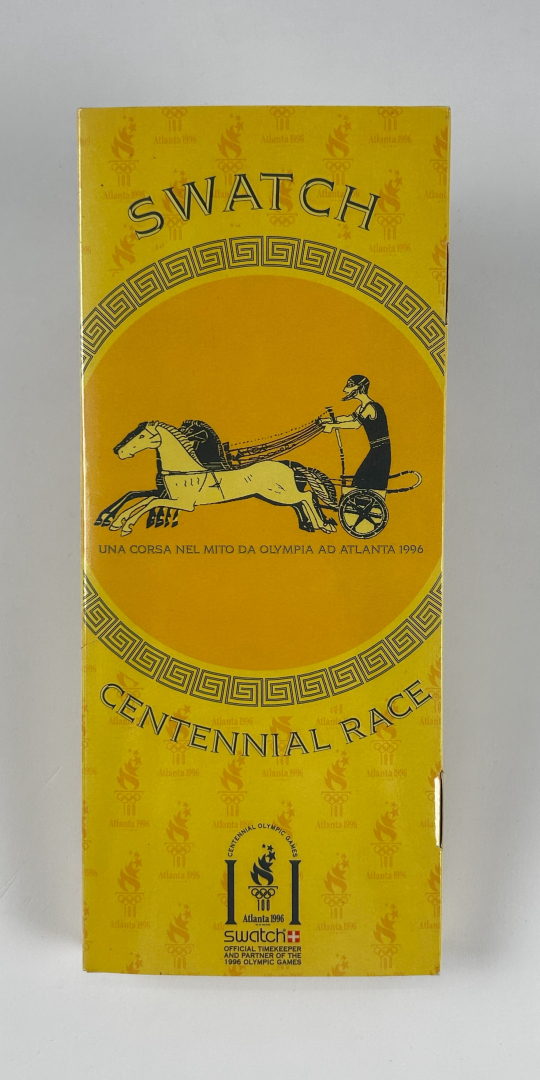 SWATCH
UNA CORSA NEL MITO DA OLYMPIA AD ATLANTA 1996
CENTENNIAL RACE
CENTENNIAL OLYMPIC GAMES
100
Atlanta 1996
swatch
OFFICIAL TIMEKEEPER
AND PARTNER OF THE
1996 OLYMPIC GAMES